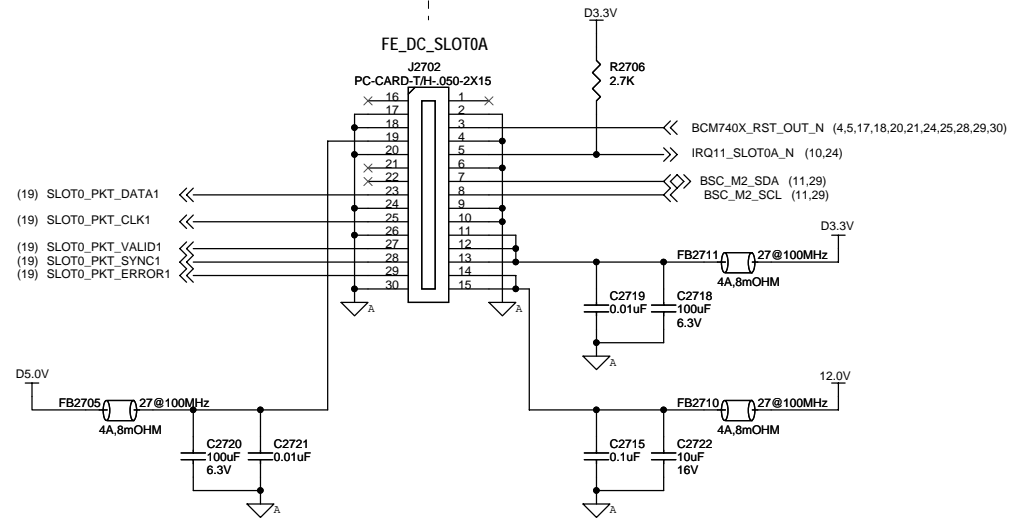 D3.3V
FE_DC_SLOT0A
J2702
PC-CARD-T/H-.050-2X15
R2706
2.7K
16 1
17 2
18 3
BCM740X_RST_OUT_N (4,5,17,18,20,21,24,25,28,29,30)
19 4
20 5
IRQ11_SLOT0A_N (10,24)
21 6
22 7
BSC_M2_SDA (11,29)
(19) SLOT0_PKT_DATA1
23 8
BSC_M2_SCL (11,29)
24 9
(19) SLOT0_PKT_CLK1
25 10
26 11
D3.3V
(19) SLOT0_PKT_VALID1
27 12
(19) SLOT0_PKT_SYNC1
28 13
FB2711 27@100MHz
(19) SLOT0_PKT_ERROR1
29 14
4A,8mOHM
30 15
A
A
C2719
0.01uF
C2718
100uF
6.3V
A
D5.0V
12.0V
FB2705 27@100MHz
4A,8mOHM
FB2710 27@100MHz
4A,8mOHM
C2720
100uF
6.3V
C2721
0.01uF
C2715
0.1uF
C2722
10uF
16V
A
A